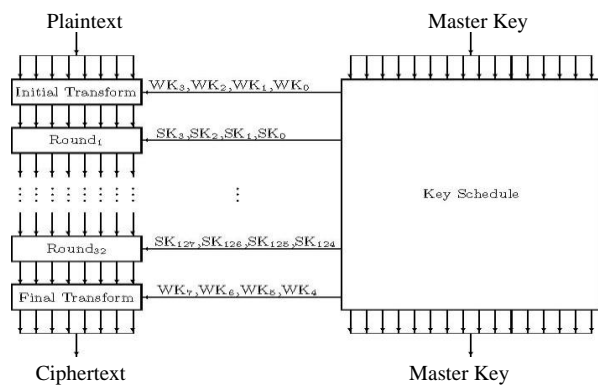 Plaintext
Master Key
WK₃,WK₂,WK₁,WK₀
Initial Transform
SK₃,SK₂,SK₁,SK₀
Round₁
Key Schedule
SK₁₂₇,SK₁₂₆,SK₁₂₅,SK₁₂₄
Round₃₂
WK₇,WK₆,WK₅,WK₄
Final Transform
Ciphertext
Master Key